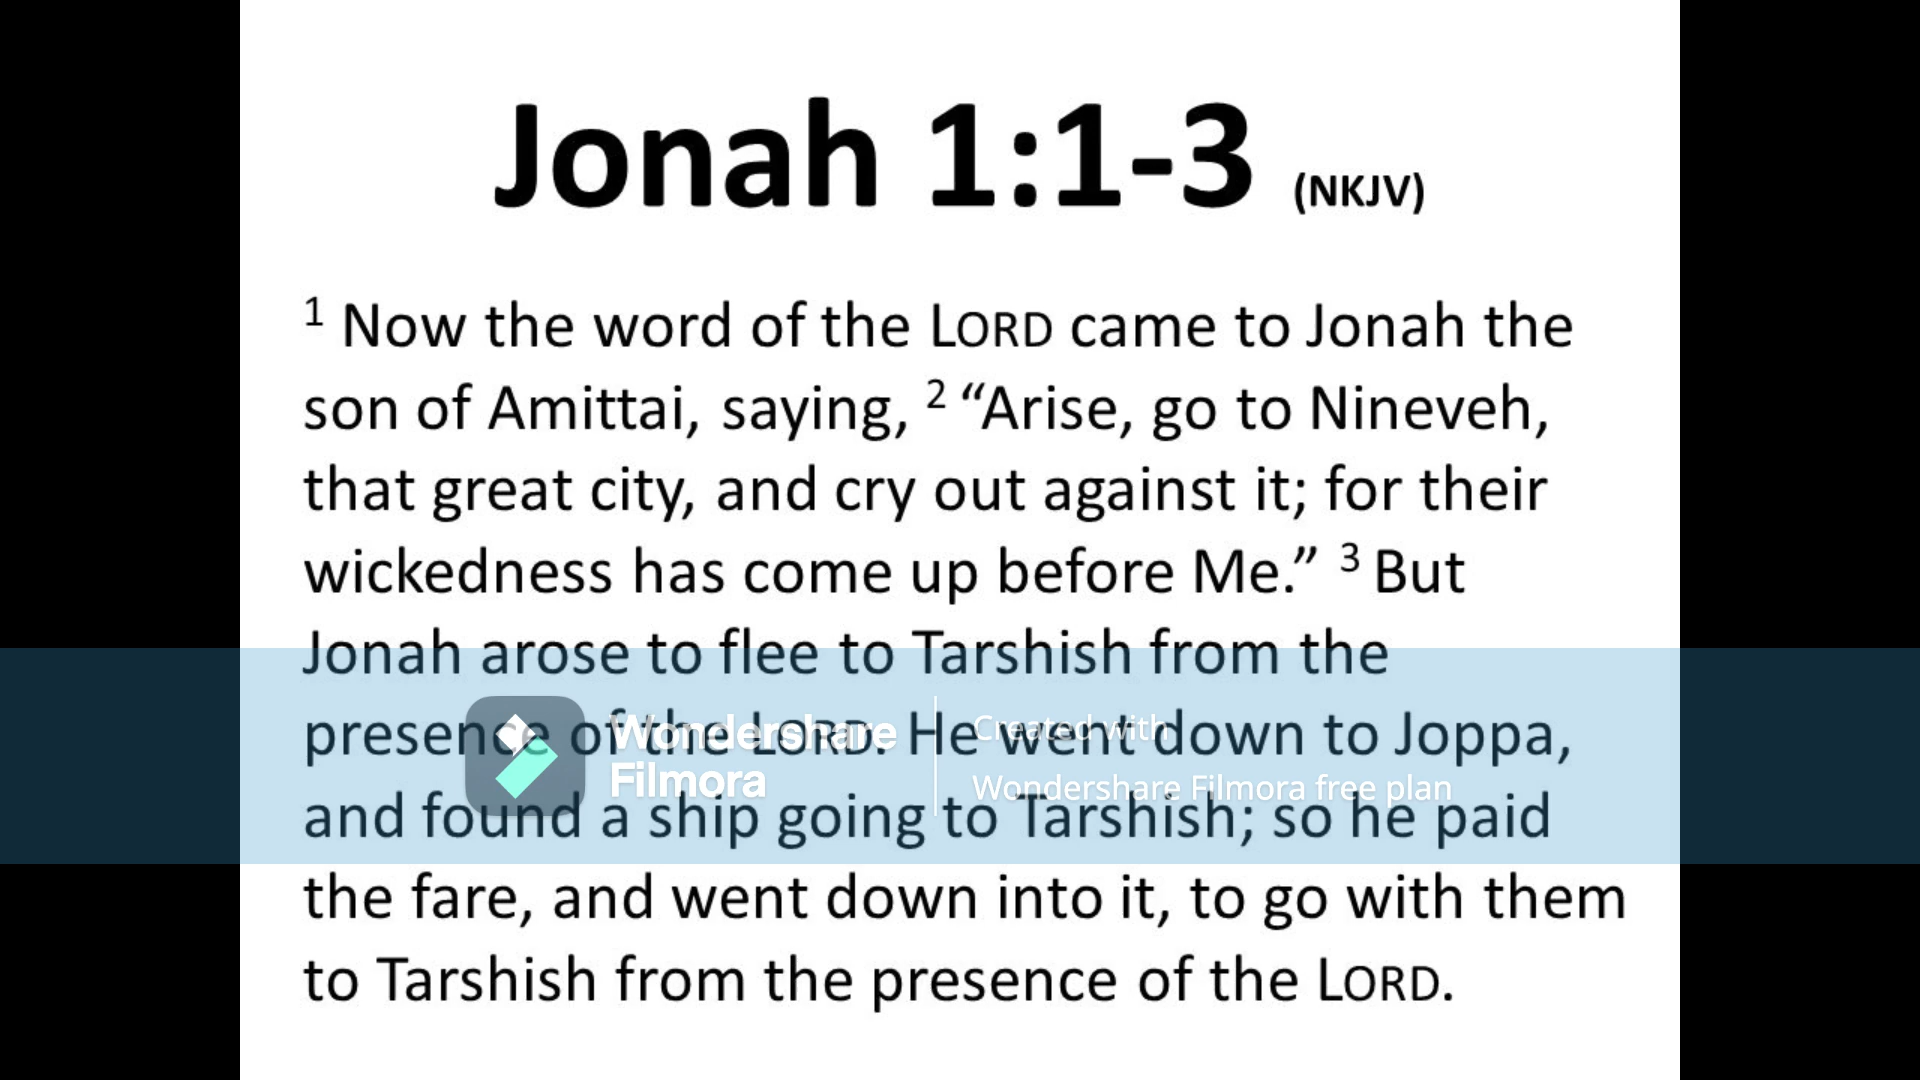 Jonah 1:1-3 (NKJV)
1 Now the word of the LORD came to Jonah the
son of Amittai, saying, 2 “Arise, go to Nineveh,
that great city, and cry out against it; for their
wickedness has come up before Me.” 3 But
Jonah arose to flee to Tarshish from the
presence of the LORD. He went down to Joppa,
and found a ship going to Tarshish; so he paid
the fare, and went down into it, to go with them
to Tarshish from the presence of the LORD.
Wondershare
Filmora
Created with
Wondershare Filmora free plan